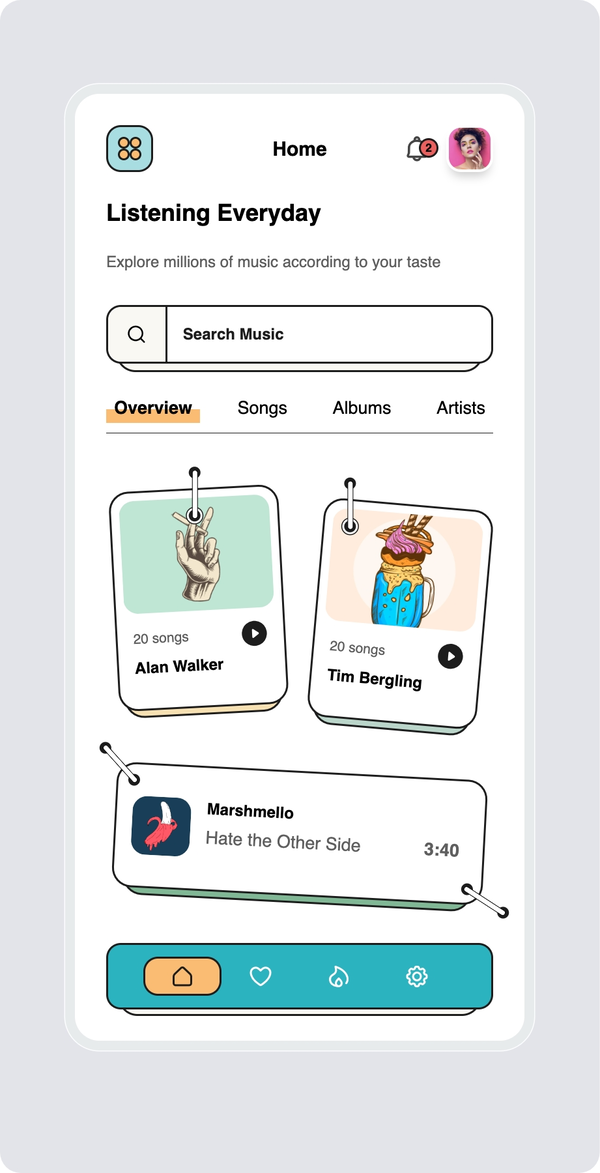 Home
2
Listening Everyday
Explore millions of music according to your taste
Search Music
Overview
Songs
Albums
Artists
20 songs
Alan Walker
20 songs
Tim Bergling
Marshmello
Hate the Other Side
3:40